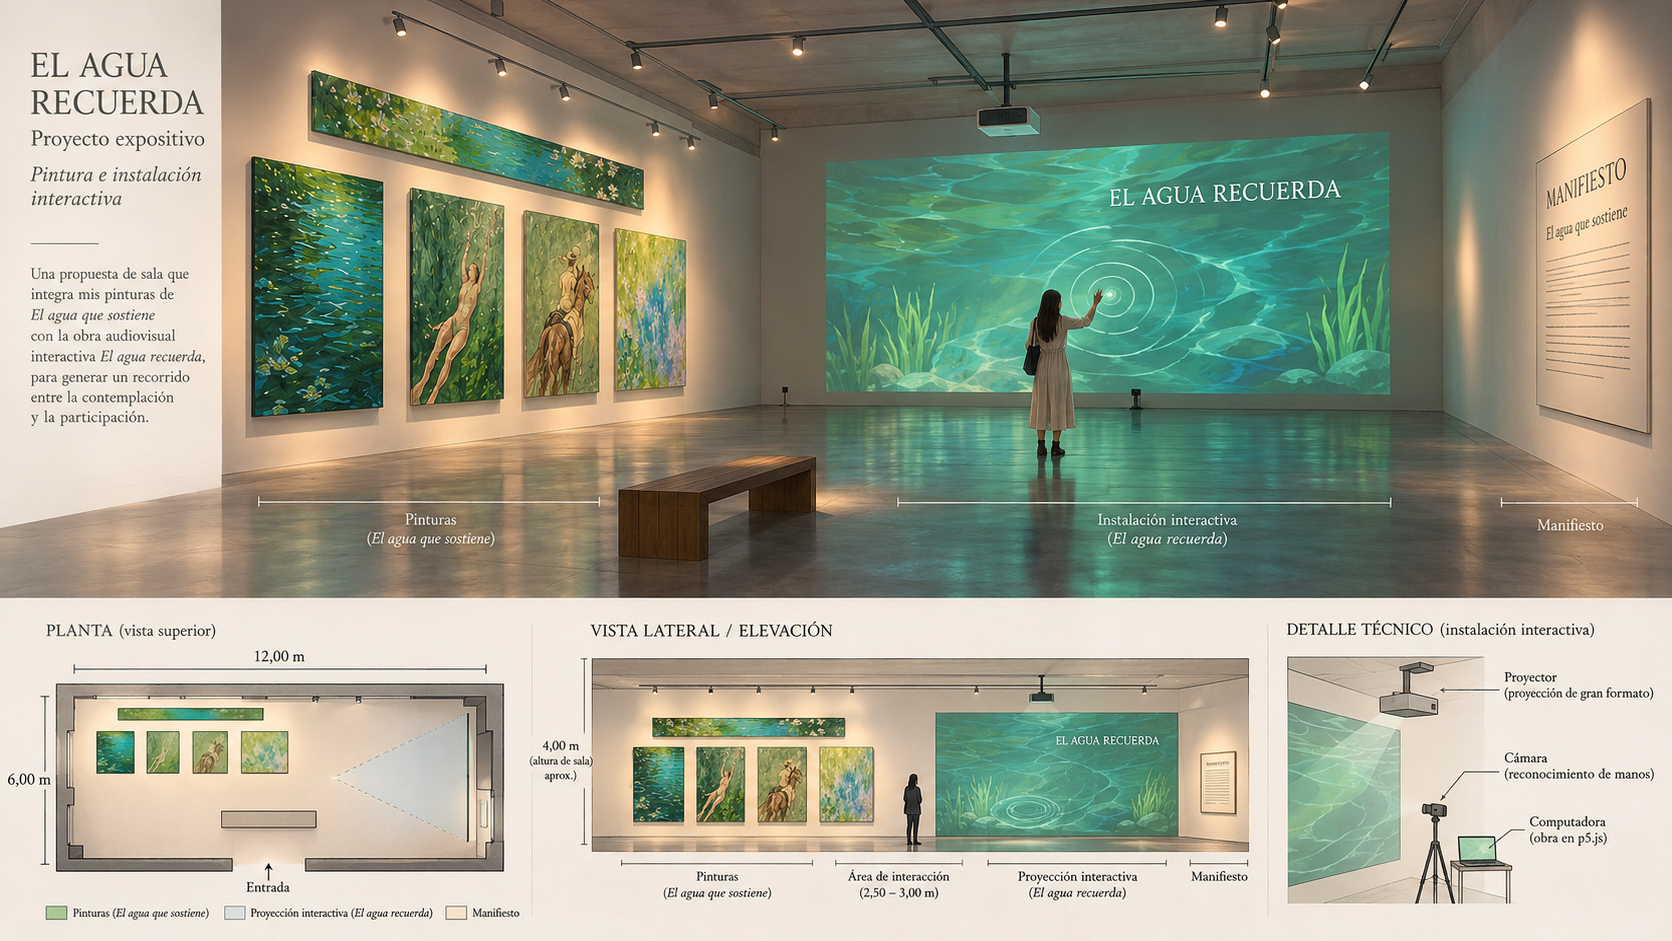 EL AGUA
RECUERDA
Proyecto expositivo
Pintura e instalación
interactiva
Una propuesta de sala que
integra mis pinturas de
El agua que sostiene
con la obra audiovisual
interactiva El agua recuerda,
para generar un recorrido
entre la contemplación
y la participación.
EL AGUA RECUERDA
MANIFIESTO
El agua que sostiene
Pinturas
(El agua que sostiene)
Instalación interactiva
(El agua recuerda)
Manifiesto
PLANTA (vista superior)
12,00 m
6,00 m
Entrada
Pinturas (El agua que sostiene)
Proyección interactiva (El agua recuerda)
Manifiesto
VISTA LATERAL / ELEVACIÓN
4,00 m
(altura de sala)
aprox.)
EL AGUA RECUERDA
Pinturas
(El agua que sostiene)
Área de interacción
(2,50 – 3,00 m)
Proyección interactiva
(El agua recuerda)
Manifiesto
DETALLE TÉCNICO (instalación interactiva)
Proyector
(proyección de gran formato)
Cámara
(reconocimiento de manos)
Computadora
(obra en p5.js)